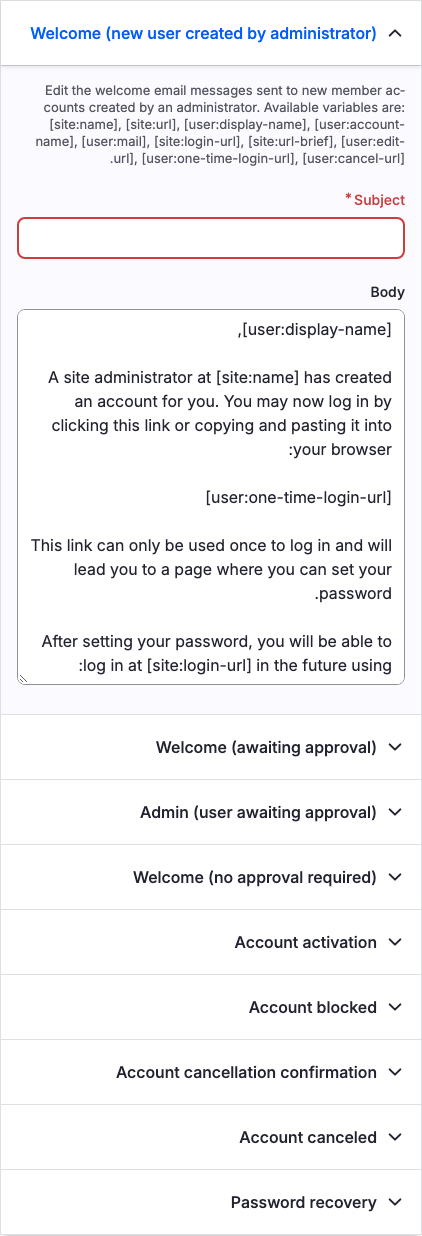 Welcome (new user created by administrator)
Edit the welcome email messages sent to new member ac-
counts created by an administrator. Available variables are:
[site:name], [site:url], [user:display-name], [user:account-
name], [user:mail], [site:login-url], [site:url-brief], [user:edit-
url], [user:one-time-login-url], [user:cancel-url].
Subject*
Body
[user:display-name],
A site administrator at [site:name] has created
an account for you. You may now log in by
clicking this link or copying and pasting it into
your browser:
[user:one-time-login-url]
This link can only be used once to log in and will
lead you to a page where you can set your
password.
After setting your password, you will be able to
log in at [site:login-url] in the future using:
Welcome (awaiting approval)
Admin (user awaiting approval)
Welcome (no approval required)
Account activation
Account blocked
Account cancellation confirmation
Account canceled
Password recovery